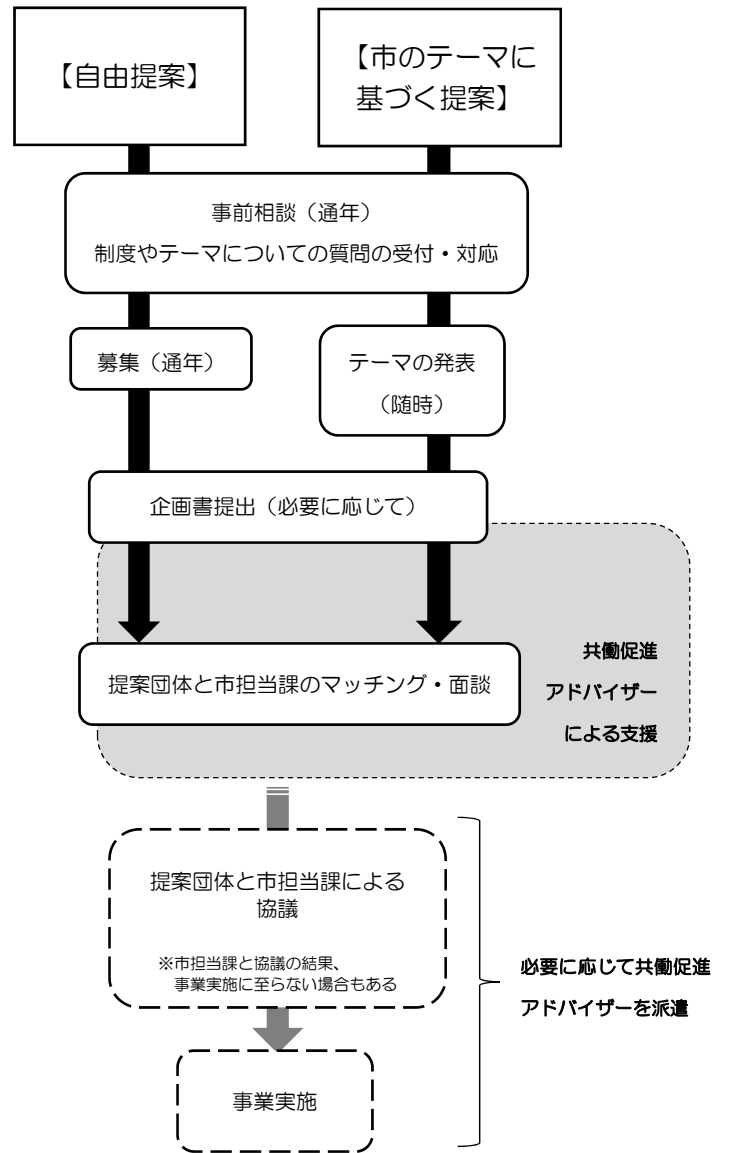 【自由提案】
【市のテーマに
基づく提案】
事前相談（通年）
制度やテーマについての質問の受付・対応
募集（通年）
テーマの発表
（随時）
企画書提出（必要に応じて）
提案団体と市担当課のマッチング・面談
共働促進
アドバイザー
による支援
提案団体と市担当課による
協議
※市担当課と協議の結果、
事業実施に至らない場合もある
必要に応じて共働促進
アドバイザーを派遣
事業実施